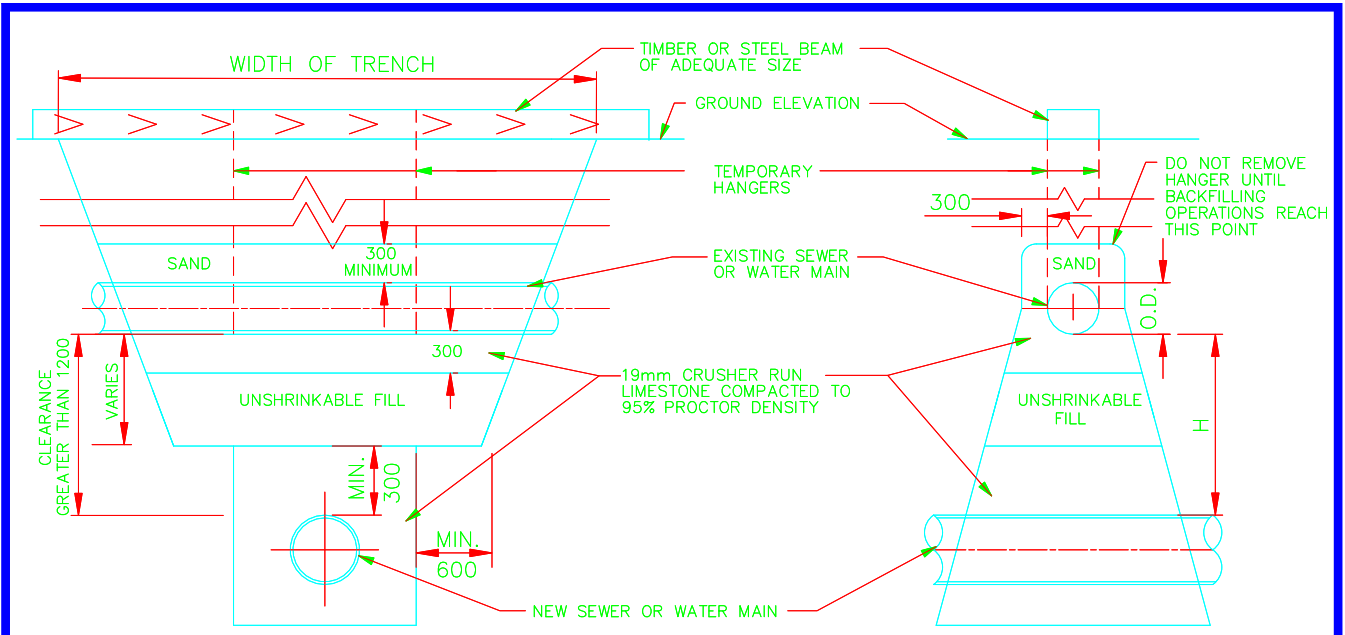 WIDTH OF TRENCH
TIMBER OR STEEL BEAM
OF ADEQUATE SIZE
GROUND ELEVATION
TEMPORARY
HANGERS
DO NOT REMOVE
HANGER UNTIL
BACKFILLING
OPERATIONS REACH
THIS POINT
300
300
MINIMUM
SAND
EXISTING SEWER
OR WATER MAIN
SAND
O.D.
300
CLEARANCE
GREATER THAN 1200
VARIES
UNSHRINKABLE FILL
19mm CRUSHER RUN
LIMESTONE COMPACTED TO
95% PROCTOR DENSITY
UNSHRINKABLE
FILL
H
MIN.
300
MIN.
600
NEW SEWER OR WATER MAIN